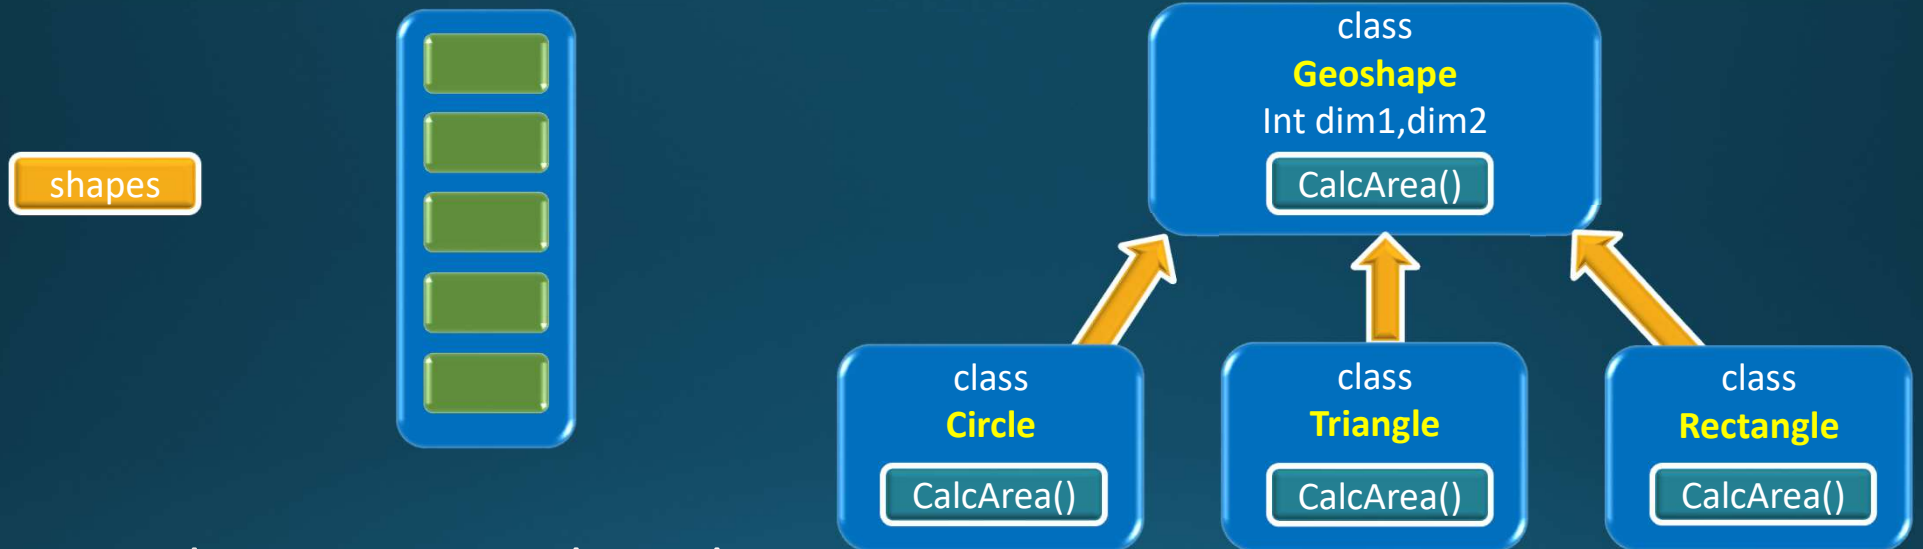 shapes
class
Geoshape
Int dim1,dim2
CalcArea()
class
Circle
CalcArea()
class
Triangle
CalcArea()
class
Rectangle
CalcArea()